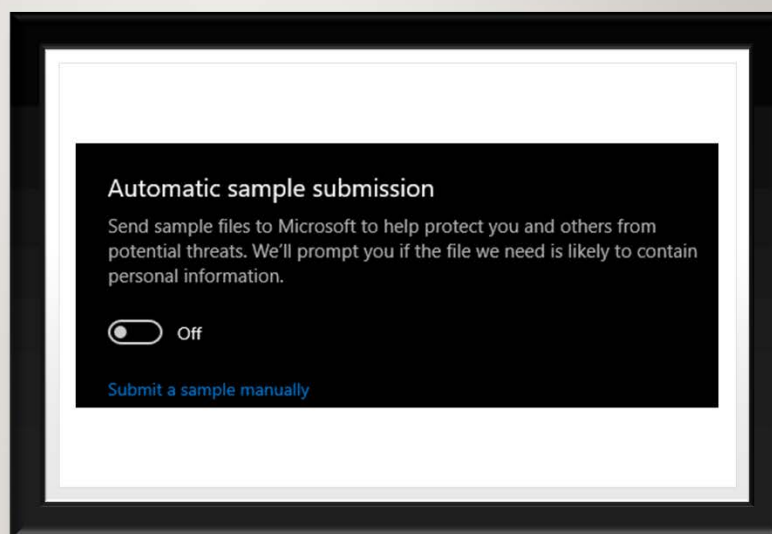 Automatic sample submission
Send sample files to Microsoft to help protect you and others from
potential threats. We'll prompt you if the file we need is likely to contain
personal information.
Off
Submit a sample manually